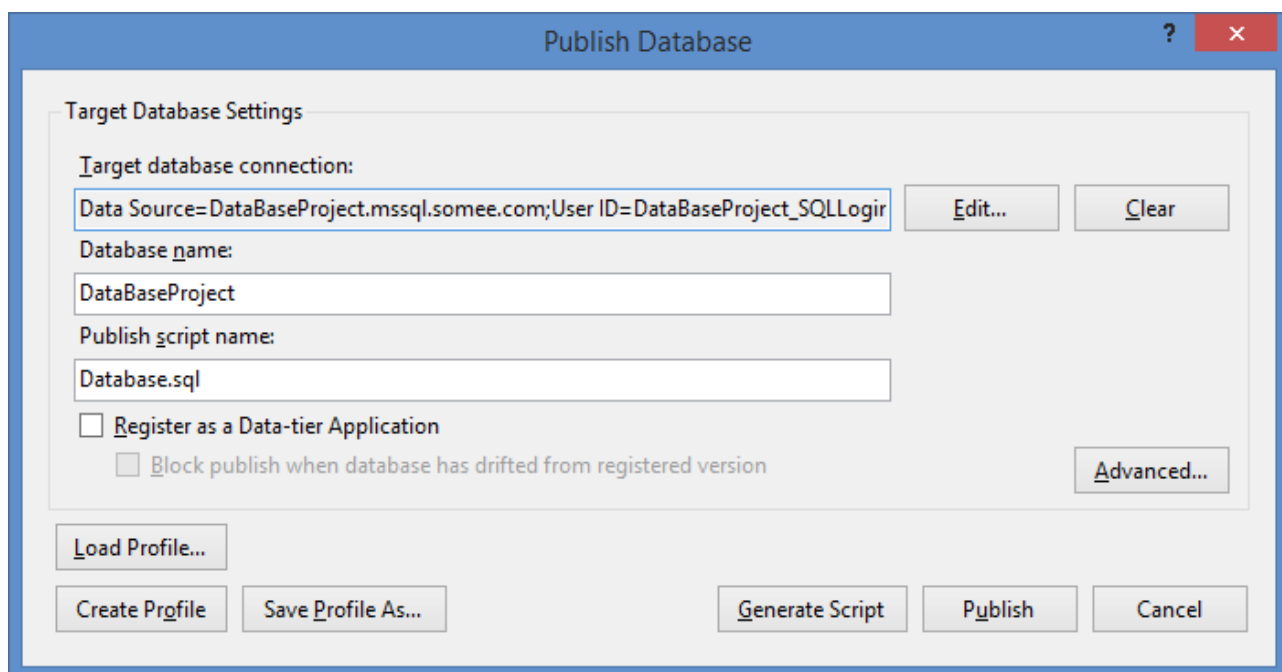 Publish Database
? ×
Target Database Settings
Target database connection:
Data Source=DataBaseProject.mssql.somee.com;User ID=DataBaseProject_SQLLogin
Edit... Clear
Database name:
DataBaseProject
Publish script name:
Database.sql
Register as a Data-tier Application
Block publish when database has drifted from registered version
Advanced...
Load Profile...
Create Profile Save Profile As... Generate Script Publish Cancel